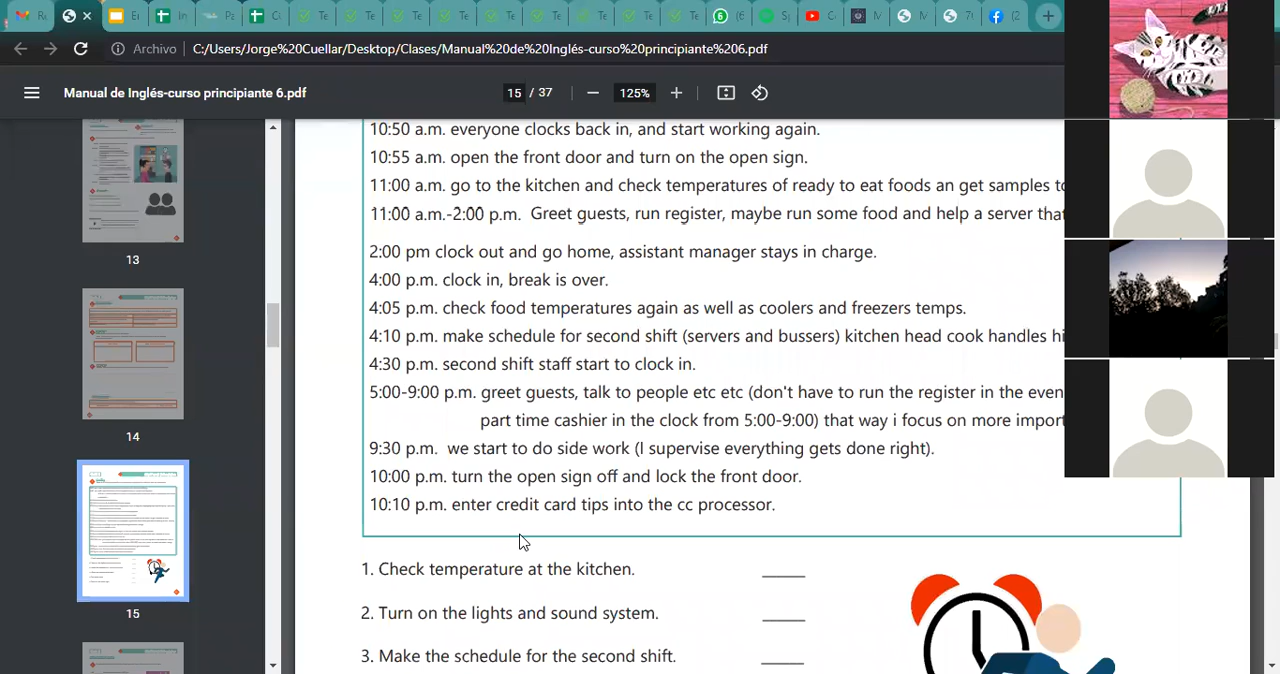 Archivo C:/Users/Jorge%20Cuellar/Desktop/Clases/Manual%20de%20Inglés-curso%20principiante%206.pdf
Manual de Inglés-curso principiante 6.pdf 15 / 37 125%
10:50 a.m. everyone clocks back in, and start working again.
10:55 a.m. open the front door and turn on the open sign.
11:00 a.m. go to the kitchen and check temperatures of ready to eat foods an get samples to
11:00 a.m.-2:00 p.m. Greet guests, run register, maybe run some food and help a server that
2:00 pm clock out and go home, assistant manager stays in charge.
4:00 p.m. clock in, break is over.
4:05 p.m. check food temperatures again as well as coolers and freezers temps.
4:10 p.m. make schedule for second shift (servers and bussers) kitchen head cook handles
4:30 p.m. second shift staff start to clock in.
5:00-9:00 p.m. greet guests, talk to people etc etc (don't have to run the register in the
part time cashier in the clock from 5:00-9:00) that way i focus on more
9:30 p.m. we start to do side work (I supervise everything gets done right).
10:00 p.m. turn the open sign off and lock the front door.
10:10 p.m. enter credit card tips into the cc processor.
1. Check temperature at the kitchen. ____
2. Turn on the lights and sound system. ____
3. Make the schedule for the second shift. ____
13
14
15